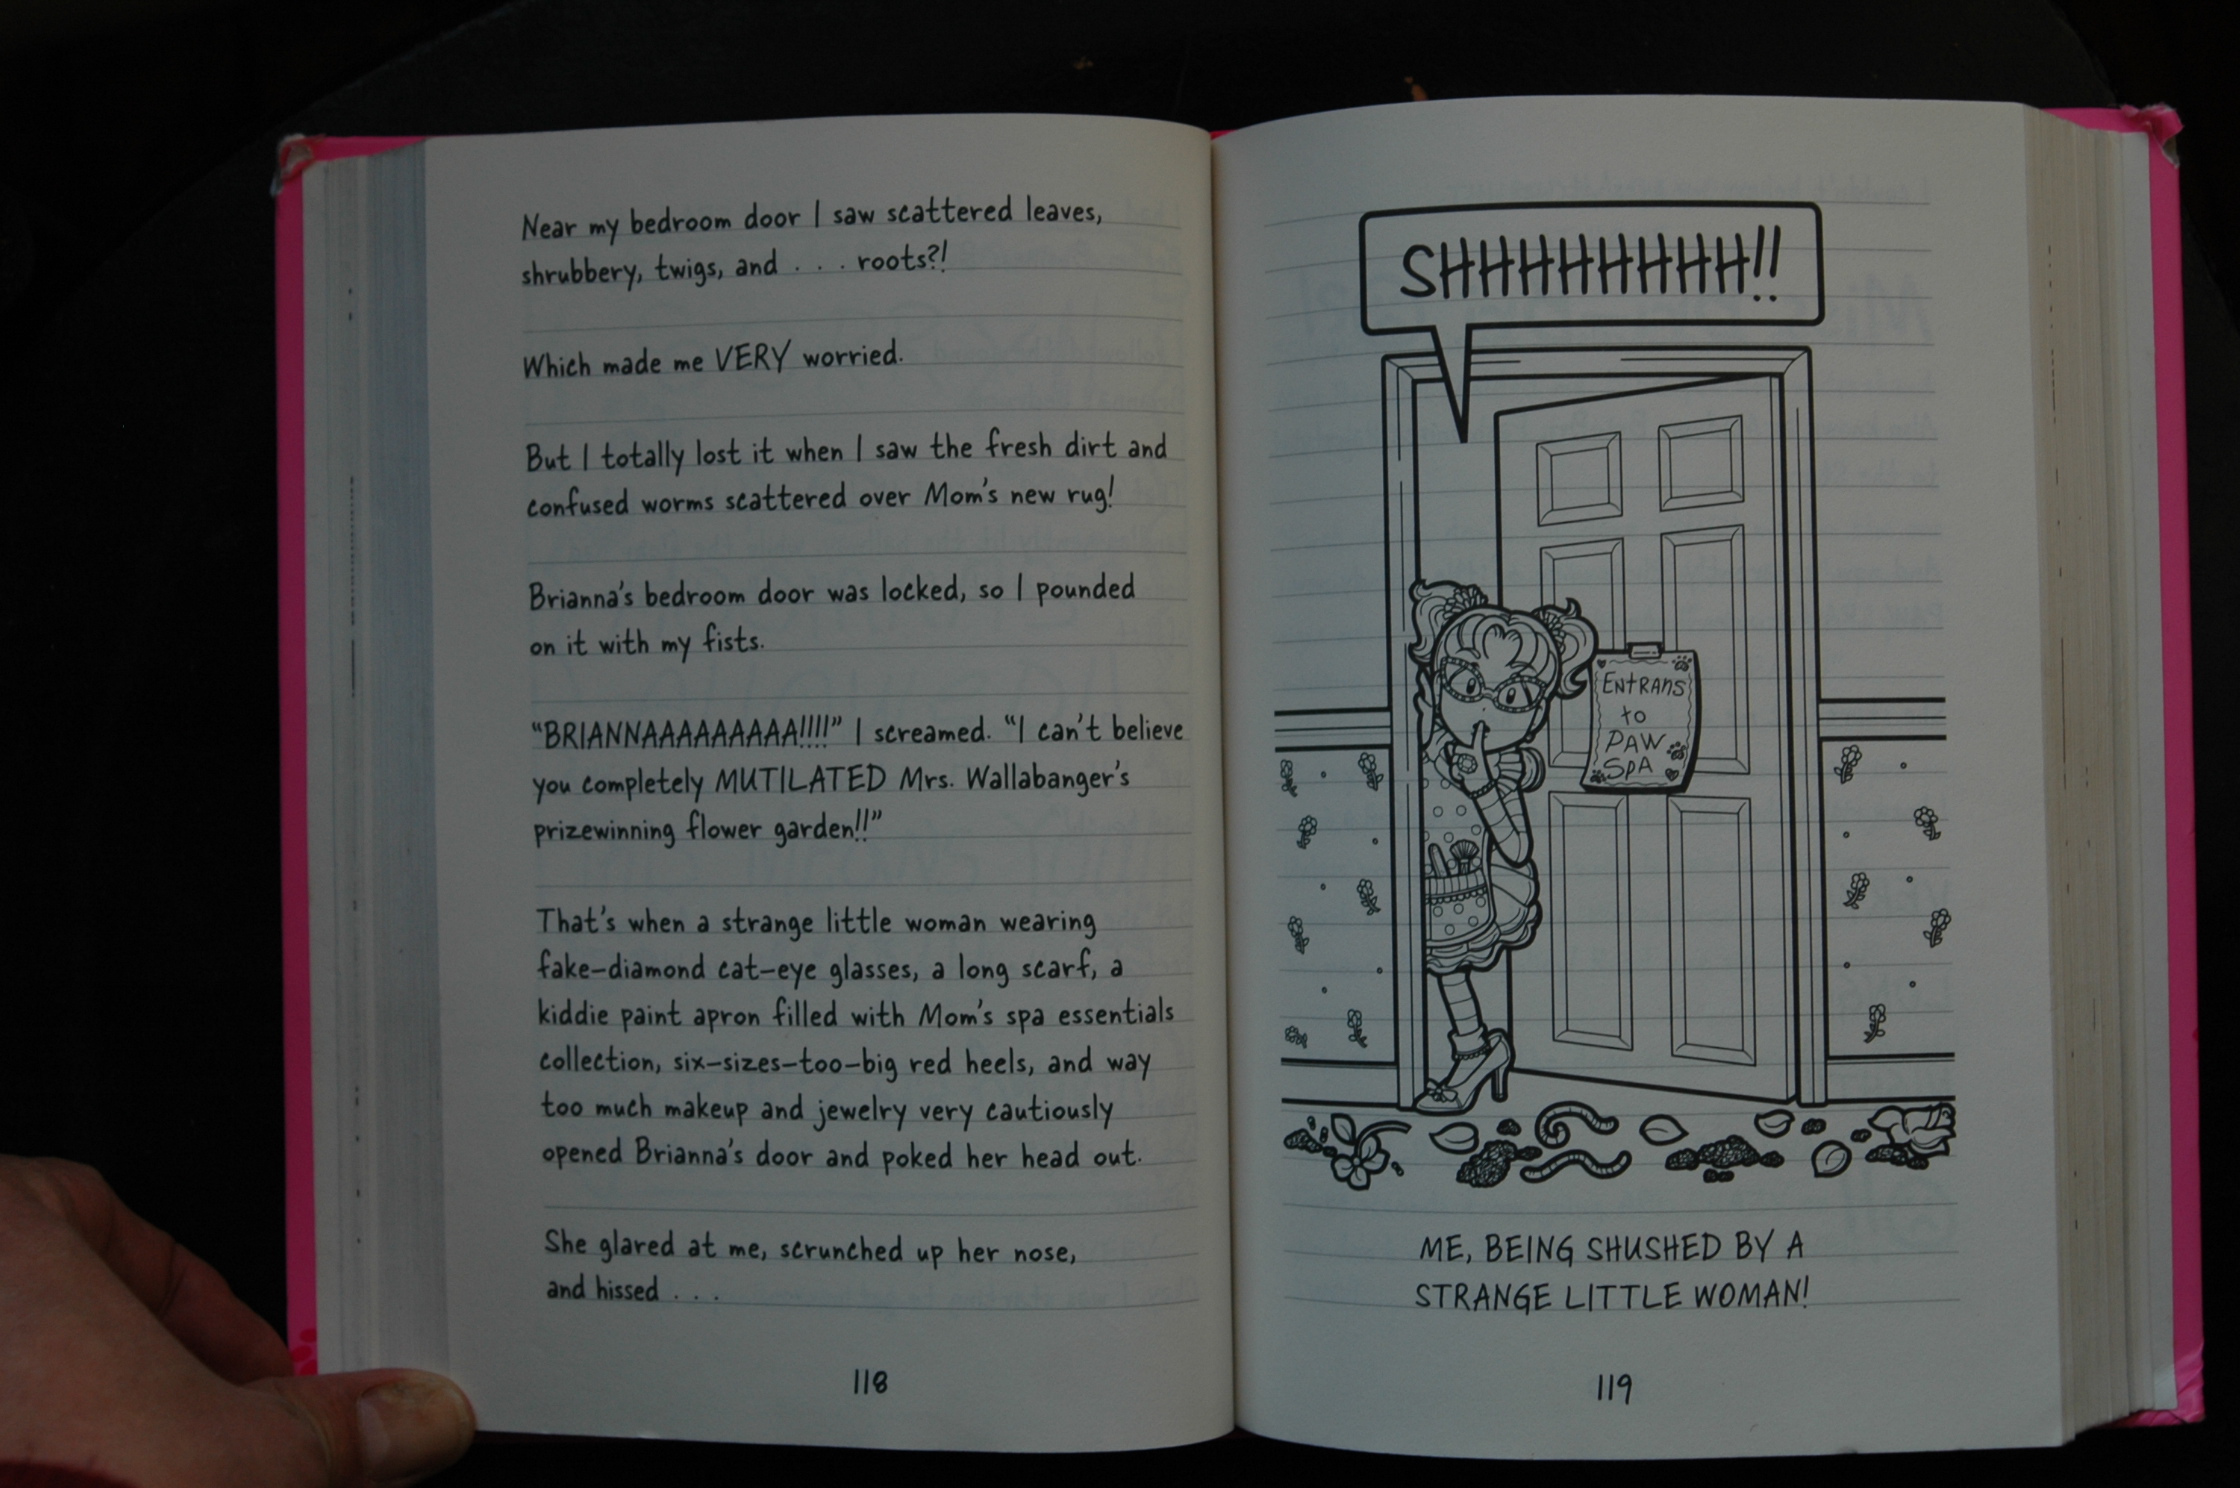 Near my bedroom door I saw scattered leaves,
shrubbery, twigs, and . . . roots?!
Which made me VERY worried.
But I totally lost it when I saw the fresh dirt and
confused worms scattered over Mom's new rug!
Brianna's bedroom door was locked, so I pounded
on it with my fists.
“BRIANNAAAAAAAAAA!!!!” I screamed. “I can't believe
you completely MUTILATED Mrs. Wallabanger's
prizewinning flower garden!!”
That's when a strange little woman wearing
fake-diamond cat-eye glasses, a long scarf, a
kiddie paint apron filled with Mom's spa essentials
collection, six-sizes-too-big red heels, and way
too much makeup and jewelry very cautiously
opened Brianna's door and poked her head out.
She glared at me, scrunched up her nose,
and hissed . . .
118
SHHHHHHHHH!!
ENTRANS
to
PAW
SPA
ME, BEING SHUSHED BY A
STRANGE LITTLE WOMAN!
119